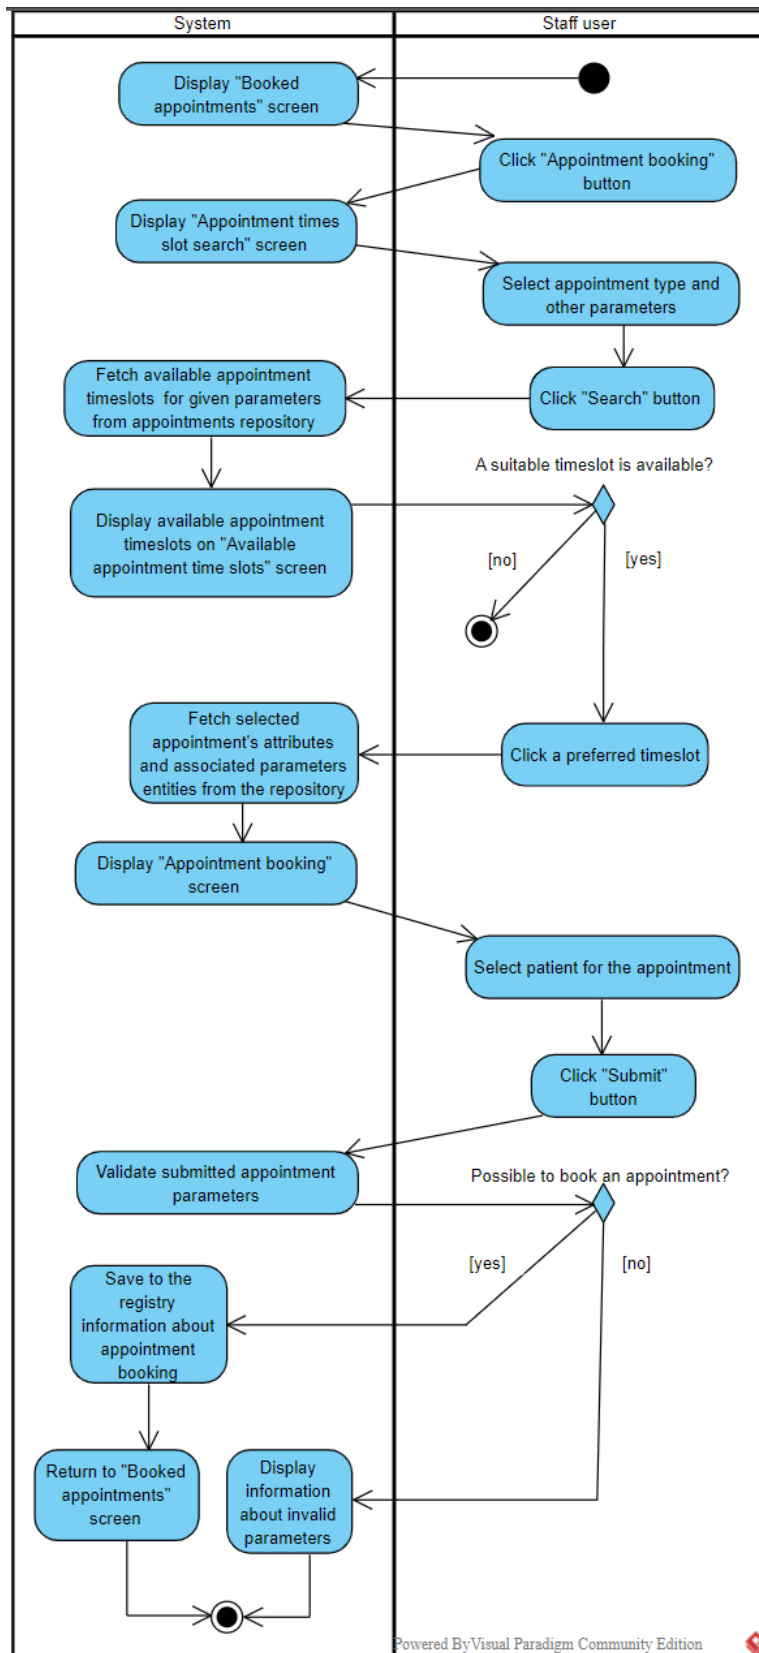 System
Staff user
Display "Booked
appointments" screen
Click "Appointment booking"
button
Display "Appointment times
slot search" screen
Select appointment type and
other parameters
Fetch available appointment
timeslots for given parameters
from appointments repository
Click "Search" button
A suitable timeslot is available?
Display available appointment
timeslots on "Available
appointment time slots" screen
[no]
[yes]
Fetch selected
appointment's attributes
and associated parameters
entities from the repository
Click a preferred timeslot
Display "Appointment booking"
screen
Select patient for the appointment
Click "Submit"
button
Validate submitted appointment
parameters
Possible to book an appointment?
[yes]
[no]
Save to the
registry
information about
appointment
booking
Return to "Booked
appointments"
screen
Display
information
about invalid
parameters
Powered ByVisual Paradigm Community Edition